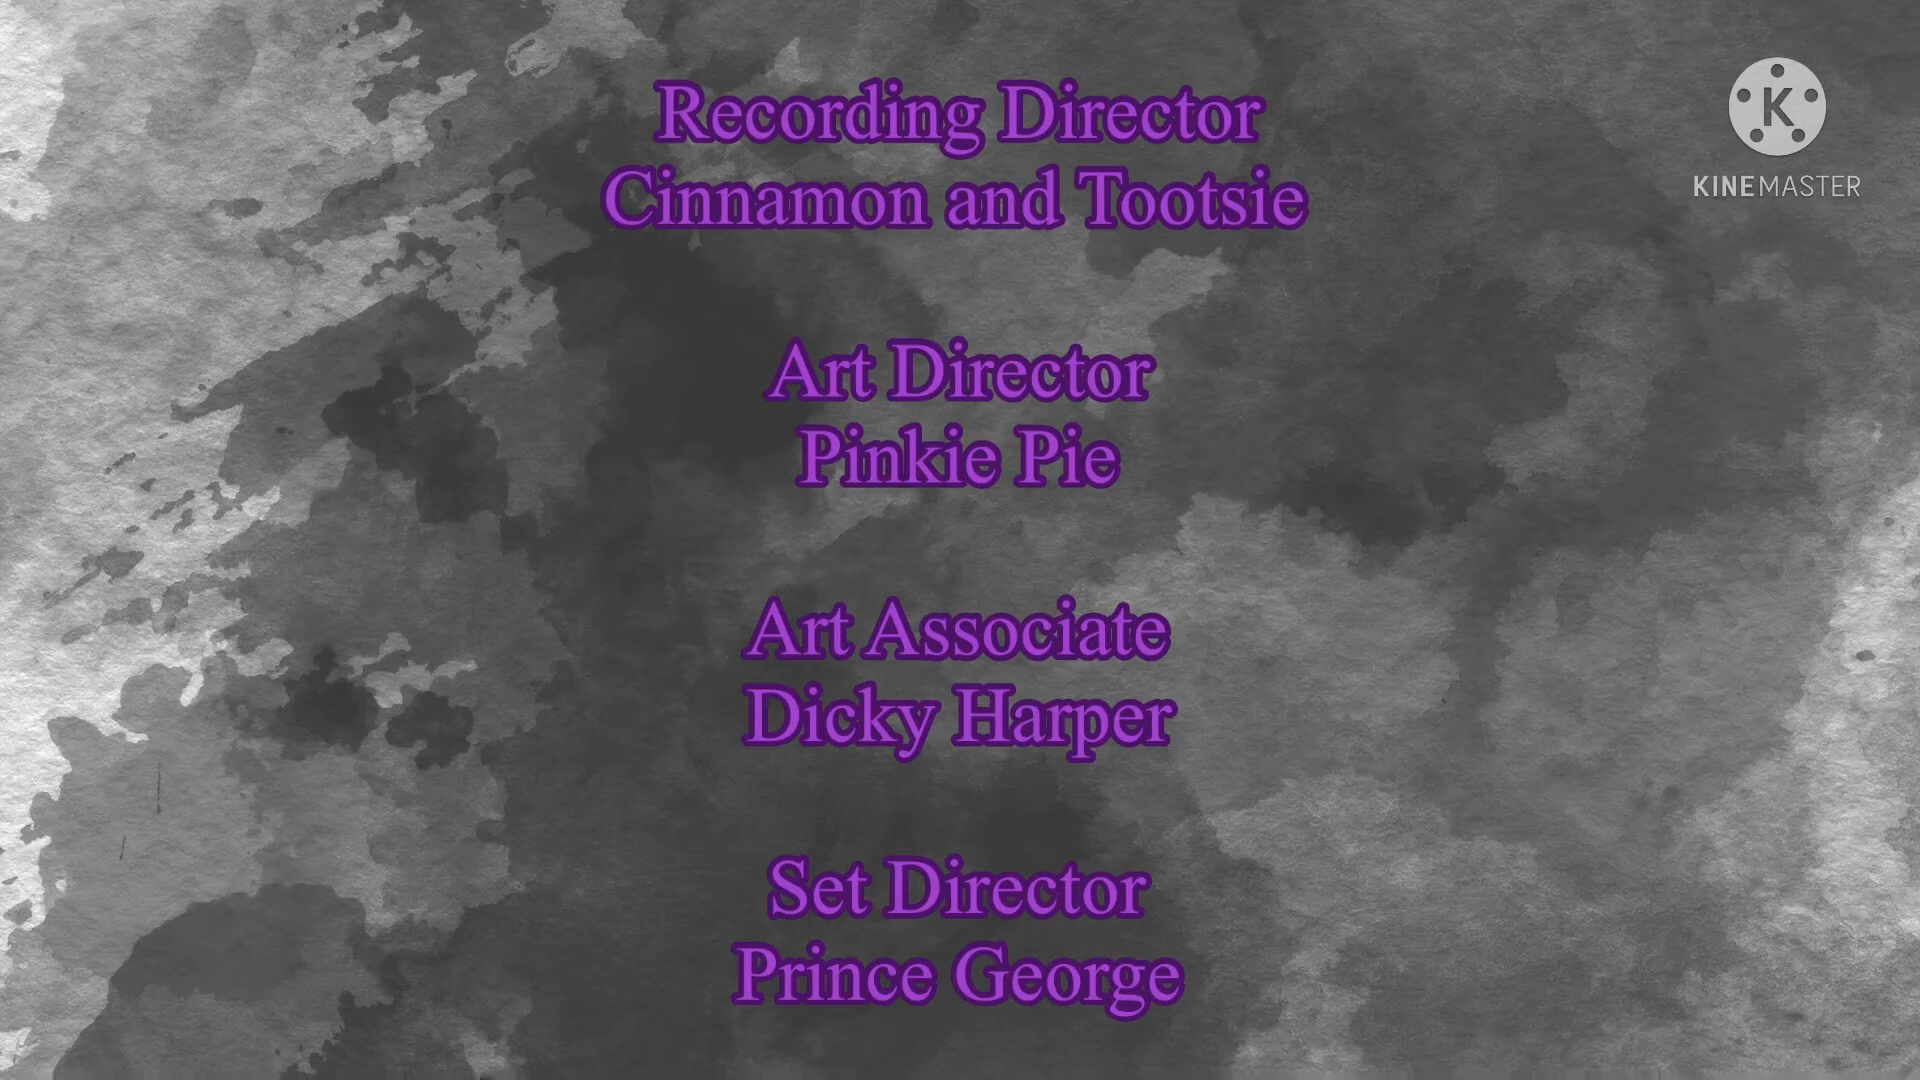 Recording Director
Cinnamon and Tootsie
Art Director
Pinkie Pie
Art Associate
Dicky Harper
Set Director
Prince George
K
KINEMASTER